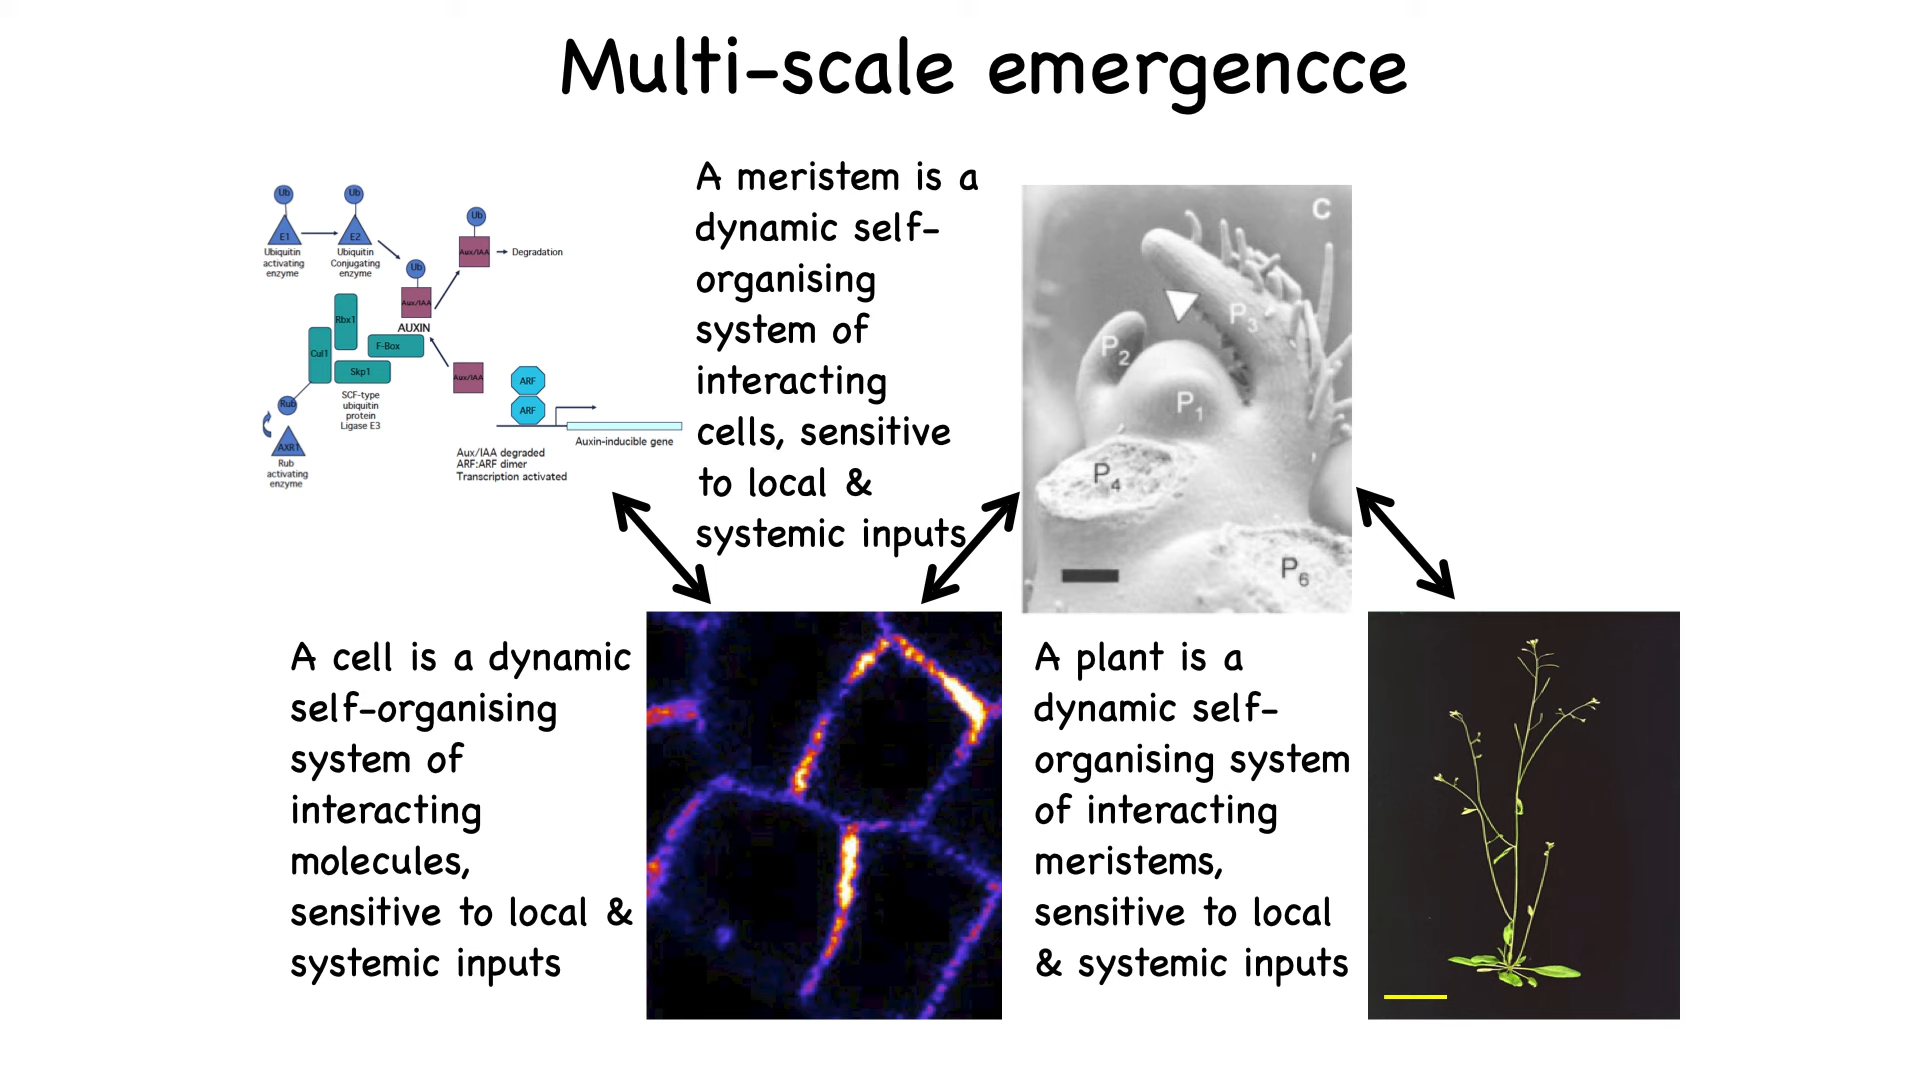 Multi-scale emergencce
Ub
Ub
E1
E2
Ubiquitin
activating
enzyme
Ubiquitin
Conjugating
enzyme
Ub
Aux/IAA
Degradation
Ub
Aux/IAA
AUXIN
Rbx1
Cul1
F-Box
Skp1
SCF-type
ubiquitin
protein
Ligase E3
Rub
AXR1
Rub
activating
enzyme
Aux/IAA
ARF
ARF
Auxin-inducible gene
Aux/IAA degraded
ARF:ARF dimer
Transcription activated
A meristem is a
dynamic self-
organising
system of
interacting
cells, sensitive
to local &
systemic inputs
C
P3
P2
P1
P4
P6
A cell is a dynamic
self-organising
system of
interacting
molecules,
sensitive to local &
systemic inputs
A plant is a
dynamic self-
organising system
of interacting
meristems,
sensitive to local
& systemic inputs